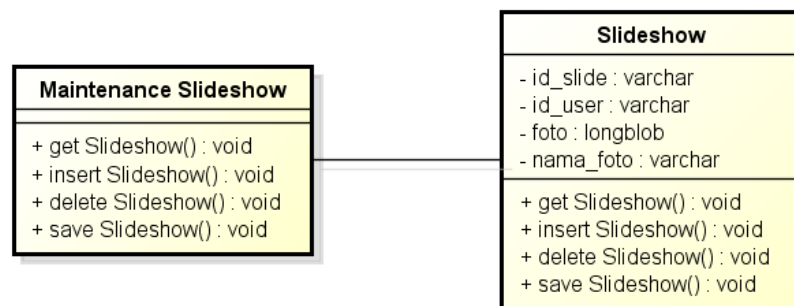 Maintenance Slideshow
+ get Slideshow() : void
+ insert Slideshow() : void
+ delete Slideshow() : void
+ save Slideshow() : void
Slideshow
- id_slide : varchar
- id_user : varchar
- foto : longblob
- nama_foto : varchar
+ get Slideshow() : void
+ insert Slideshow() : void
+ delete Slideshow() : void
+ save Slideshow() : void